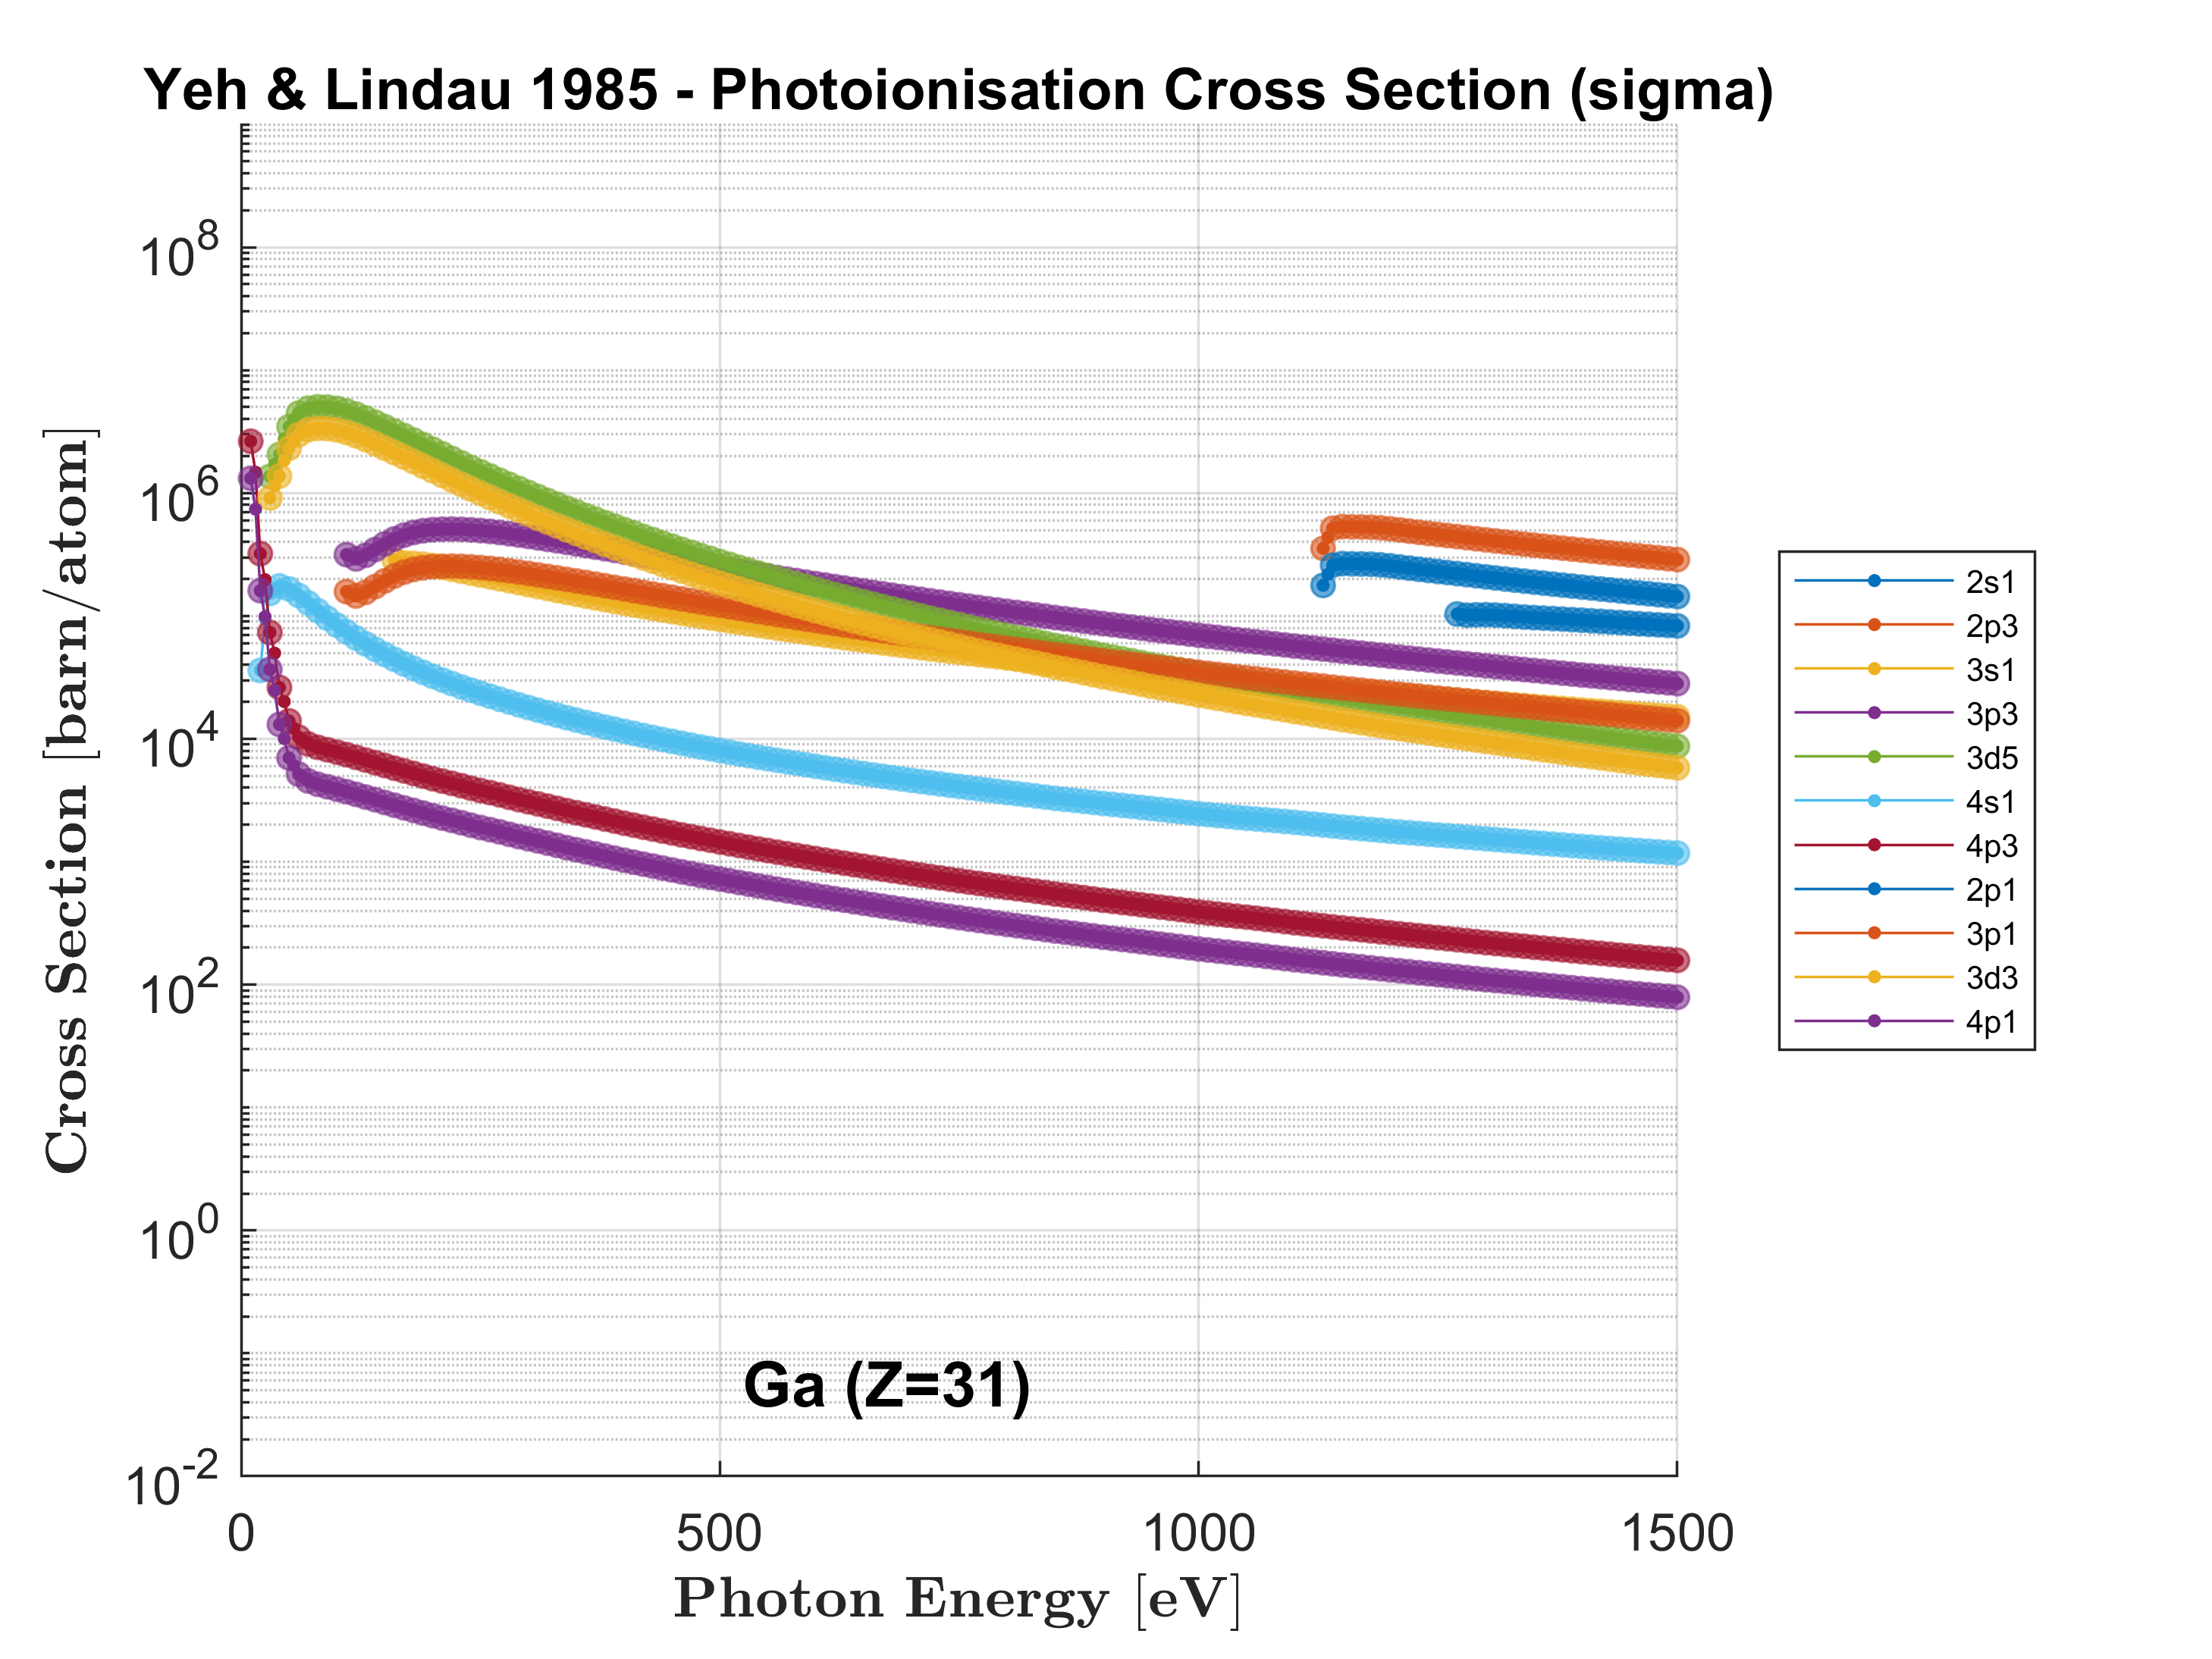 Yeh & Lindau 1985 - Photoionisation Cross Section (sigma)
Cross Section [barn/atom]
10^8
10^6
10^4
10^2
10^0
10^-2
0 500 1000 1500
Photon Energy [eV]
Ga (Z=31)
2s1
2p3
3s1
3p3
3d5
4s1
4p3
2p1
3p1
3d3
4p1